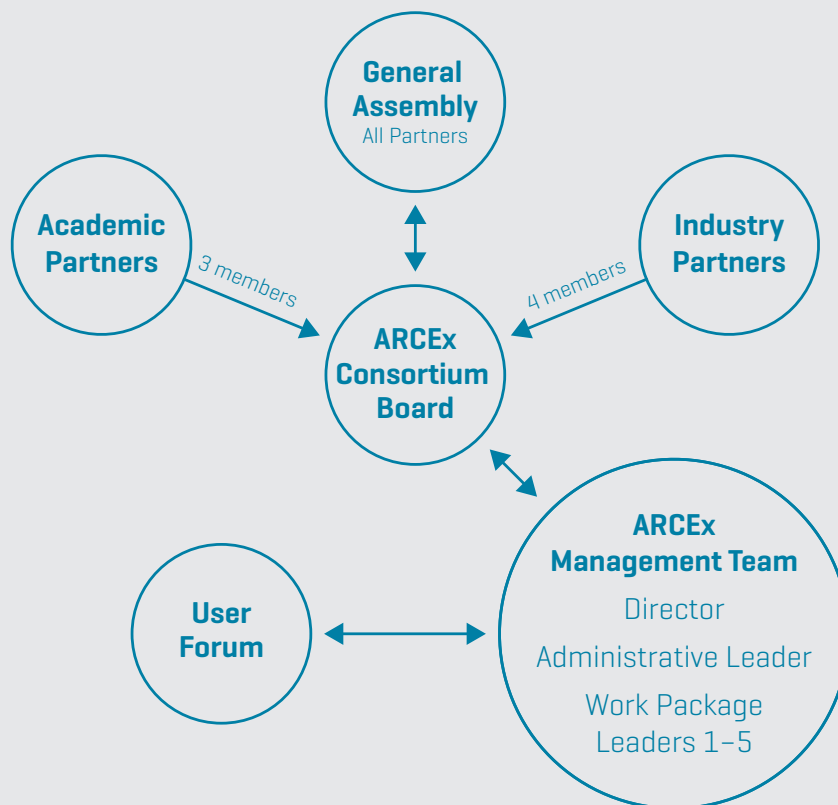 General
Assembly
All Partners
Academic
Partners
Industry
Partners
3 members
4 members
ARCEx
Consortium
Board
ARCEx
Management Team
Director
Administrative Leader
Work Package
Leaders 1–5
User
Forum